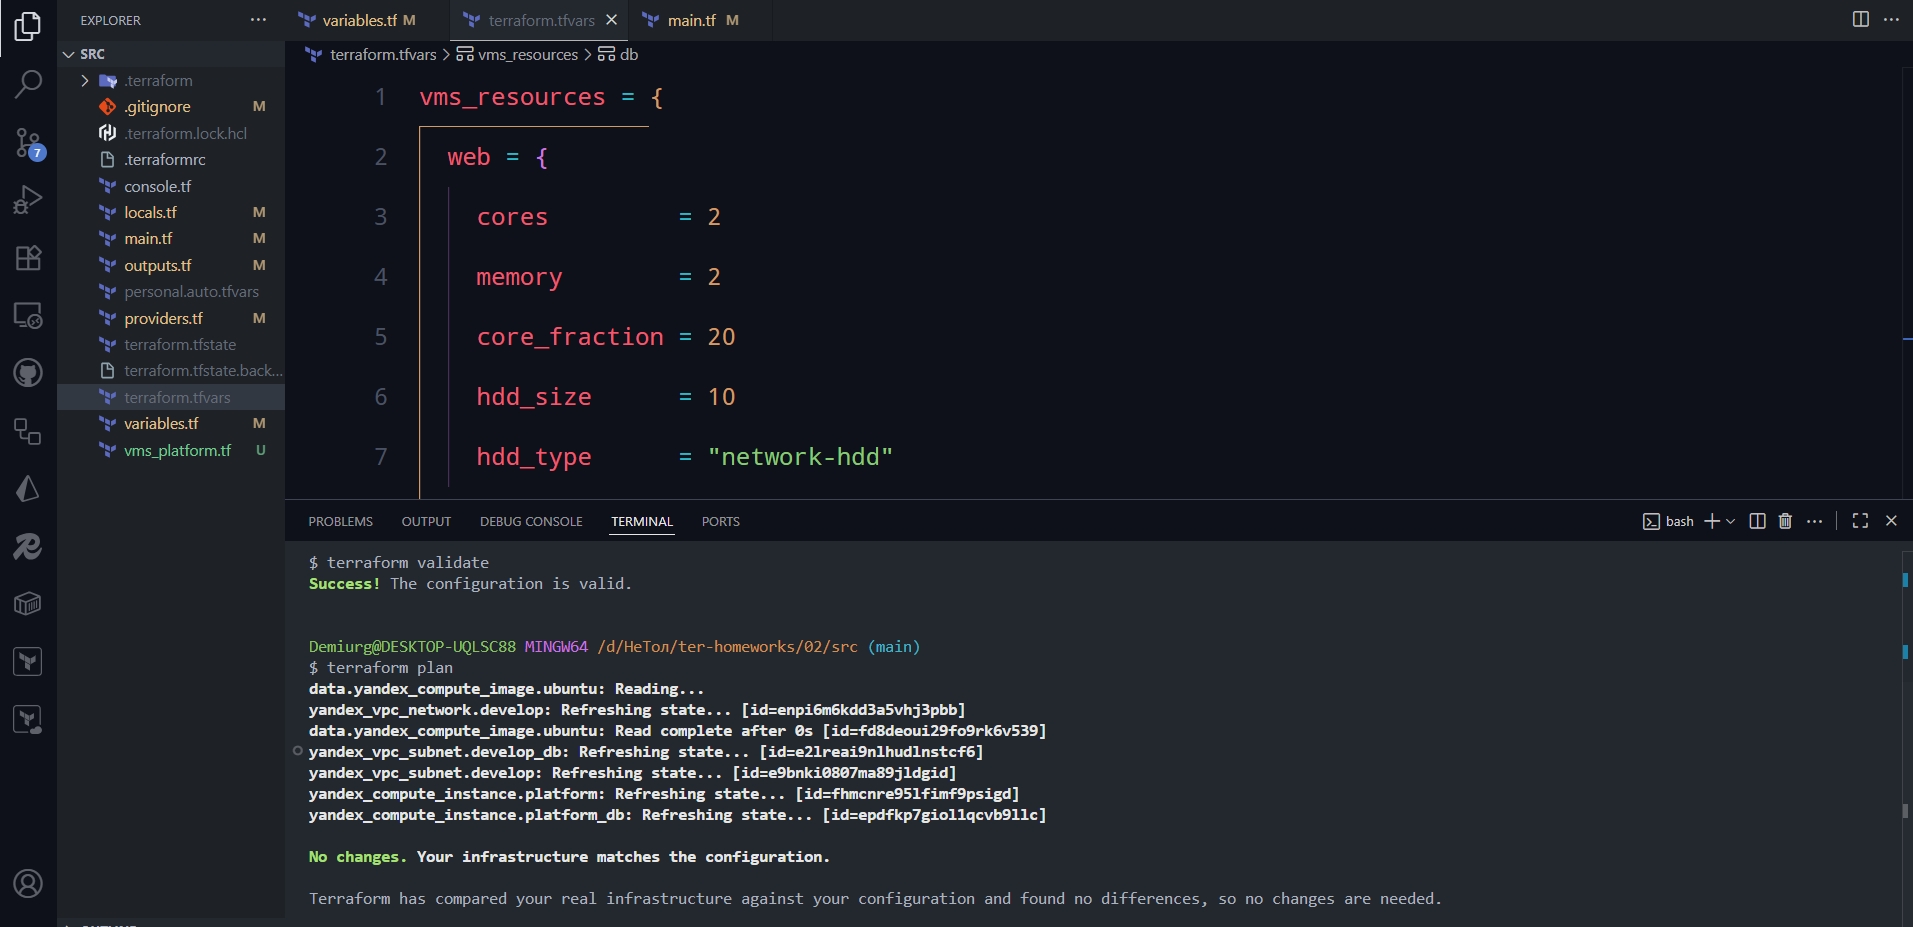 EXPLORER
SRC
.terraform
.gitignore M
.terraform.lock.hcl
.terraformrc
console.tf
locals.tf M
main.tf M
outputs.tf M
personal.auto.tfvars
providers.tf M
terraform.tfstate
terraform.tfstate.back...
terraform.tfvars
variables.tf M
vms_platform.tf U
7
variables.tf M terraform.tfvars main.tf M
terraform.tfvars > vms_resources > db
1 vms_resources = {
2 web = {
3 cores = 2
4 memory = 2
5 core_fraction = 20
6 hdd_size = 10
7 hdd_type = "network-hdd"
PROBLEMS OUTPUT DEBUG CONSOLE TERMINAL PORTS bash
$ terraform validate
Success! The configuration is valid.
Demiurg@DESKTOP-UQLSC88 MINGW64 /d/НеТол/ter-homeworks/02/src (main)
$ terraform plan
data.yandex_compute_image.ubuntu: Reading...
yandex_vpc_network.develop: Refreshing state... [id=enpi6m6kdd3a5vhj3pbb]
data.yandex_compute_image.ubuntu: Read complete after 0s [id=fd8deoui29fo9rk6v539]
yandex_vpc_subnet.develop_db: Refreshing state... [id=e2lreai9nlhudlnstcf6]
yandex_vpc_subnet.develop: Refreshing state... [id=e9bnki0807ma89jldgid]
yandex_compute_instance.platform: Refreshing state... [id=fhmcnre95lfimf9psigd]
yandex_compute_instance.platform_db: Refreshing state... [id=epdfkp7giol1qcvb9llc]
No changes. Your infrastructure matches the configuration.
Terraform has compared your real infrastructure against your configuration and found no differences, so no changes are needed.